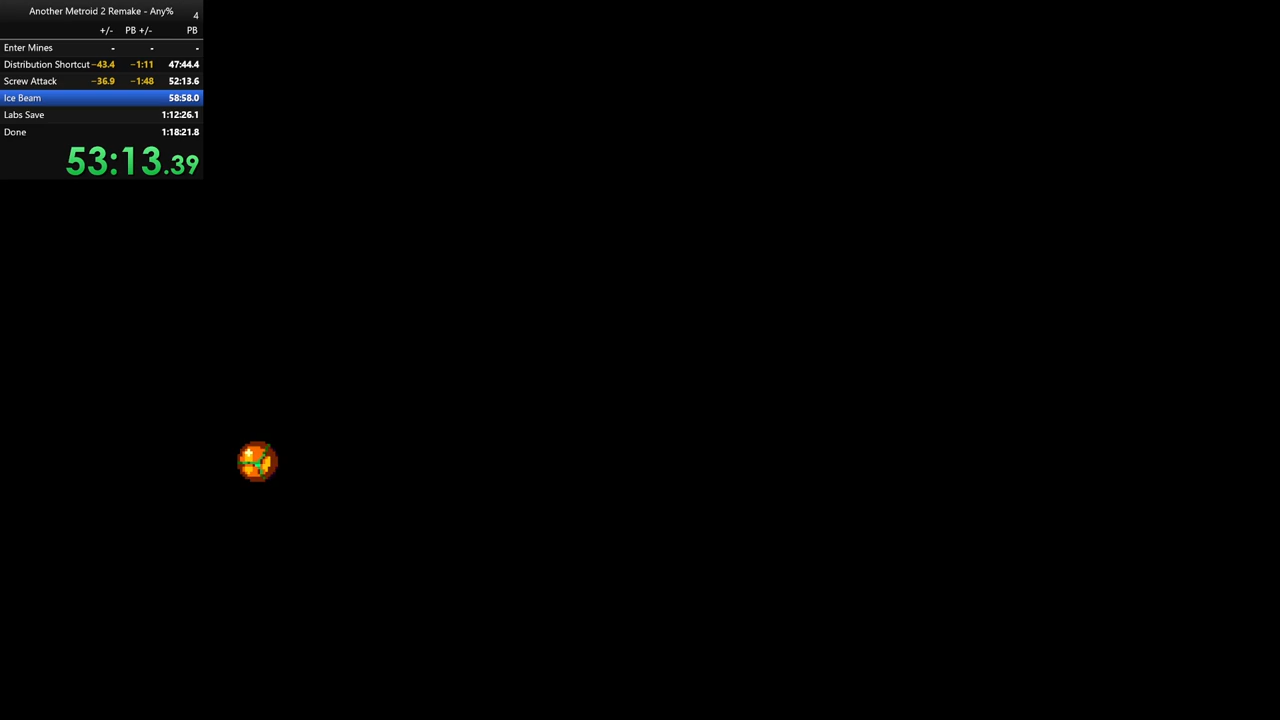 Another Metroid 2 Remake - Any%
4
+/- PB +/- PB
Enter Mines - - -
Distribution Shortcut −43.4 −1:11 47:44.4
Screw Attack −36.9 −1:48 52:13.6
Ice Beam 58:58.0
Labs Save 1:12:26.1
Done 1:18:21.8
53:13.39